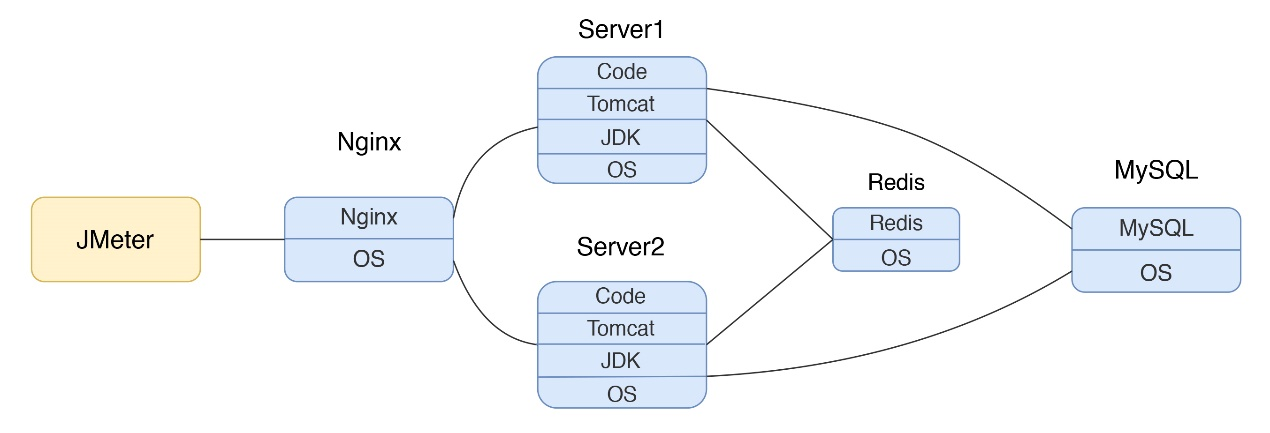 JMeter
Nginx
Nginx
OS
Server1
Code
Tomcat
JDK
OS
Server2
Code
Tomcat
JDK
OS
Redis
Redis
OS
MySQL
MySQL
OS